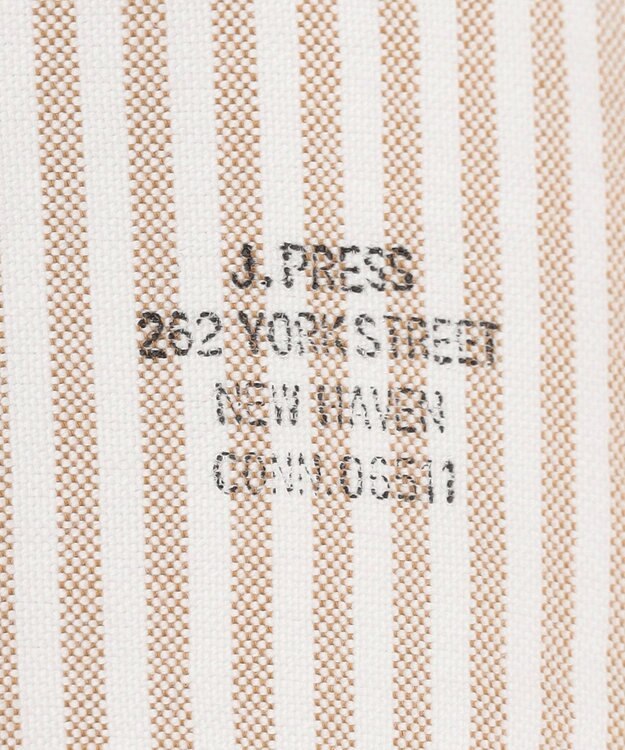 J. PRESS
262 YORK STREET
NEW HAVEN
CONN. 06511